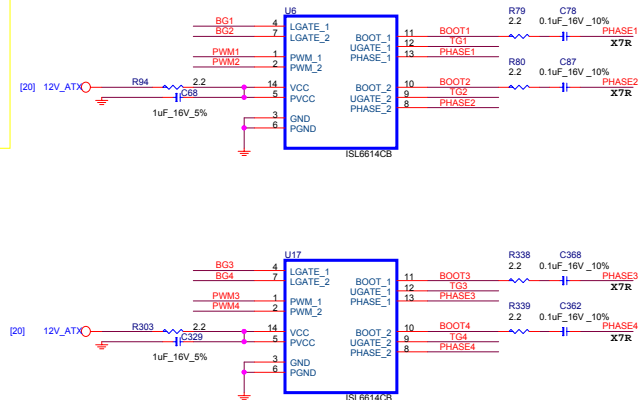 U6
BG1 4 LGATE_1
BG2 7 LGATE_2
BOOT_1 11 BOOT1
UGATE_1 12 TG1
PHASE_1 13 PHASE1
PWM1 1 PWM_1
PWM2 2 PWM_2
R79 C78
2.2 0.1uF_16V_10% PHASE1
X7R
R80 C87
2.2 0.1uF_16V_10% PHASE2
X7R
[20] 12V_ATX R94 2.2 14 VCC
C68 5 PVCC
1uF_16V_5%
BOOT_2 10 BOOT2
UGATE_2 9 TG2
PHASE_2 8 PHASE2
3 GND
6 PGND
ISL6614CB
U17
BG3 4 LGATE_1
BG4 7 LGATE_2
BOOT_1 11 BOOT3
UGATE_1 12 TG3
PHASE_1 13 PHASE3
PWM3 1 PWM_1
PWM4 2 PWM_2
R338 C368
2.2 0.1uF_16V_10% PHASE3
X7R
R339 C362
2.2 0.1uF_16V_10% PHASE4
X7R
[20] 12V_ATX R303 2.2 14 VCC
C329 5 PVCC
1uF_16V_5%
BOOT_2 10 BOOT4
UGATE_2 9 TG4
PHASE_2 8 PHASE4
3 GND
6 PGND
ISL6614CB